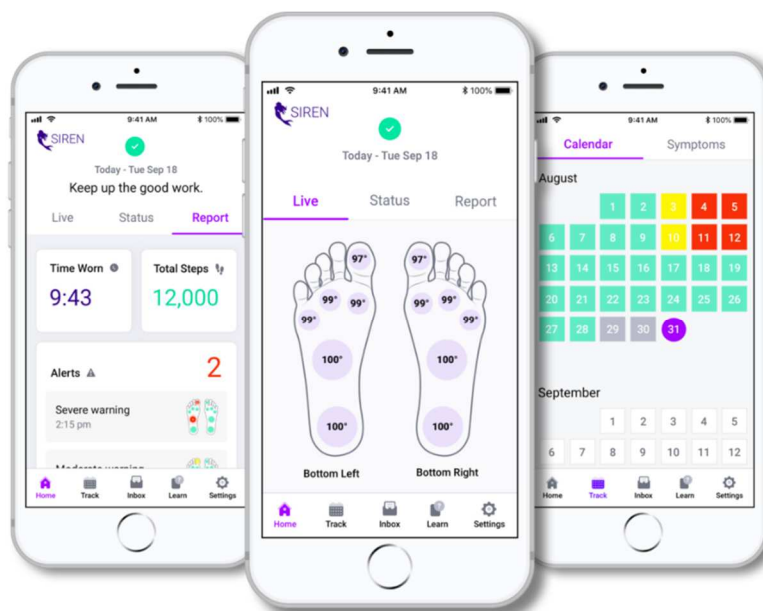 9:41 AM
100%
SIREN
Today - Tue Sep 18
Keep up the good work.
Live Status Report
Time Worn
9:43
Total Steps
12,000
Alerts
2
Severe warning
2:15 pm
Moderate warning
Home Track Inbox Learn Settings
9:41 AM
100%
SIREN
Today - Tue Sep 18
Live Status Report
97° 97°
99° 99° 99° 99°
99° 99°
100° 100°
100° 100°
Bottom Left Bottom Right
Home Track Inbox Learn Settings
9:41 AM
100%
Calendar Symptoms
August
1 2 3 4 5
6 7 8 9 10 11 12
13 14 15 16 17 18 19
20 21 22 23 24 25 26
27 28 29 30 31
September
1 2 3 4 5
6 7 8 9 10 11 12
Home Track Inbox Learn Settings